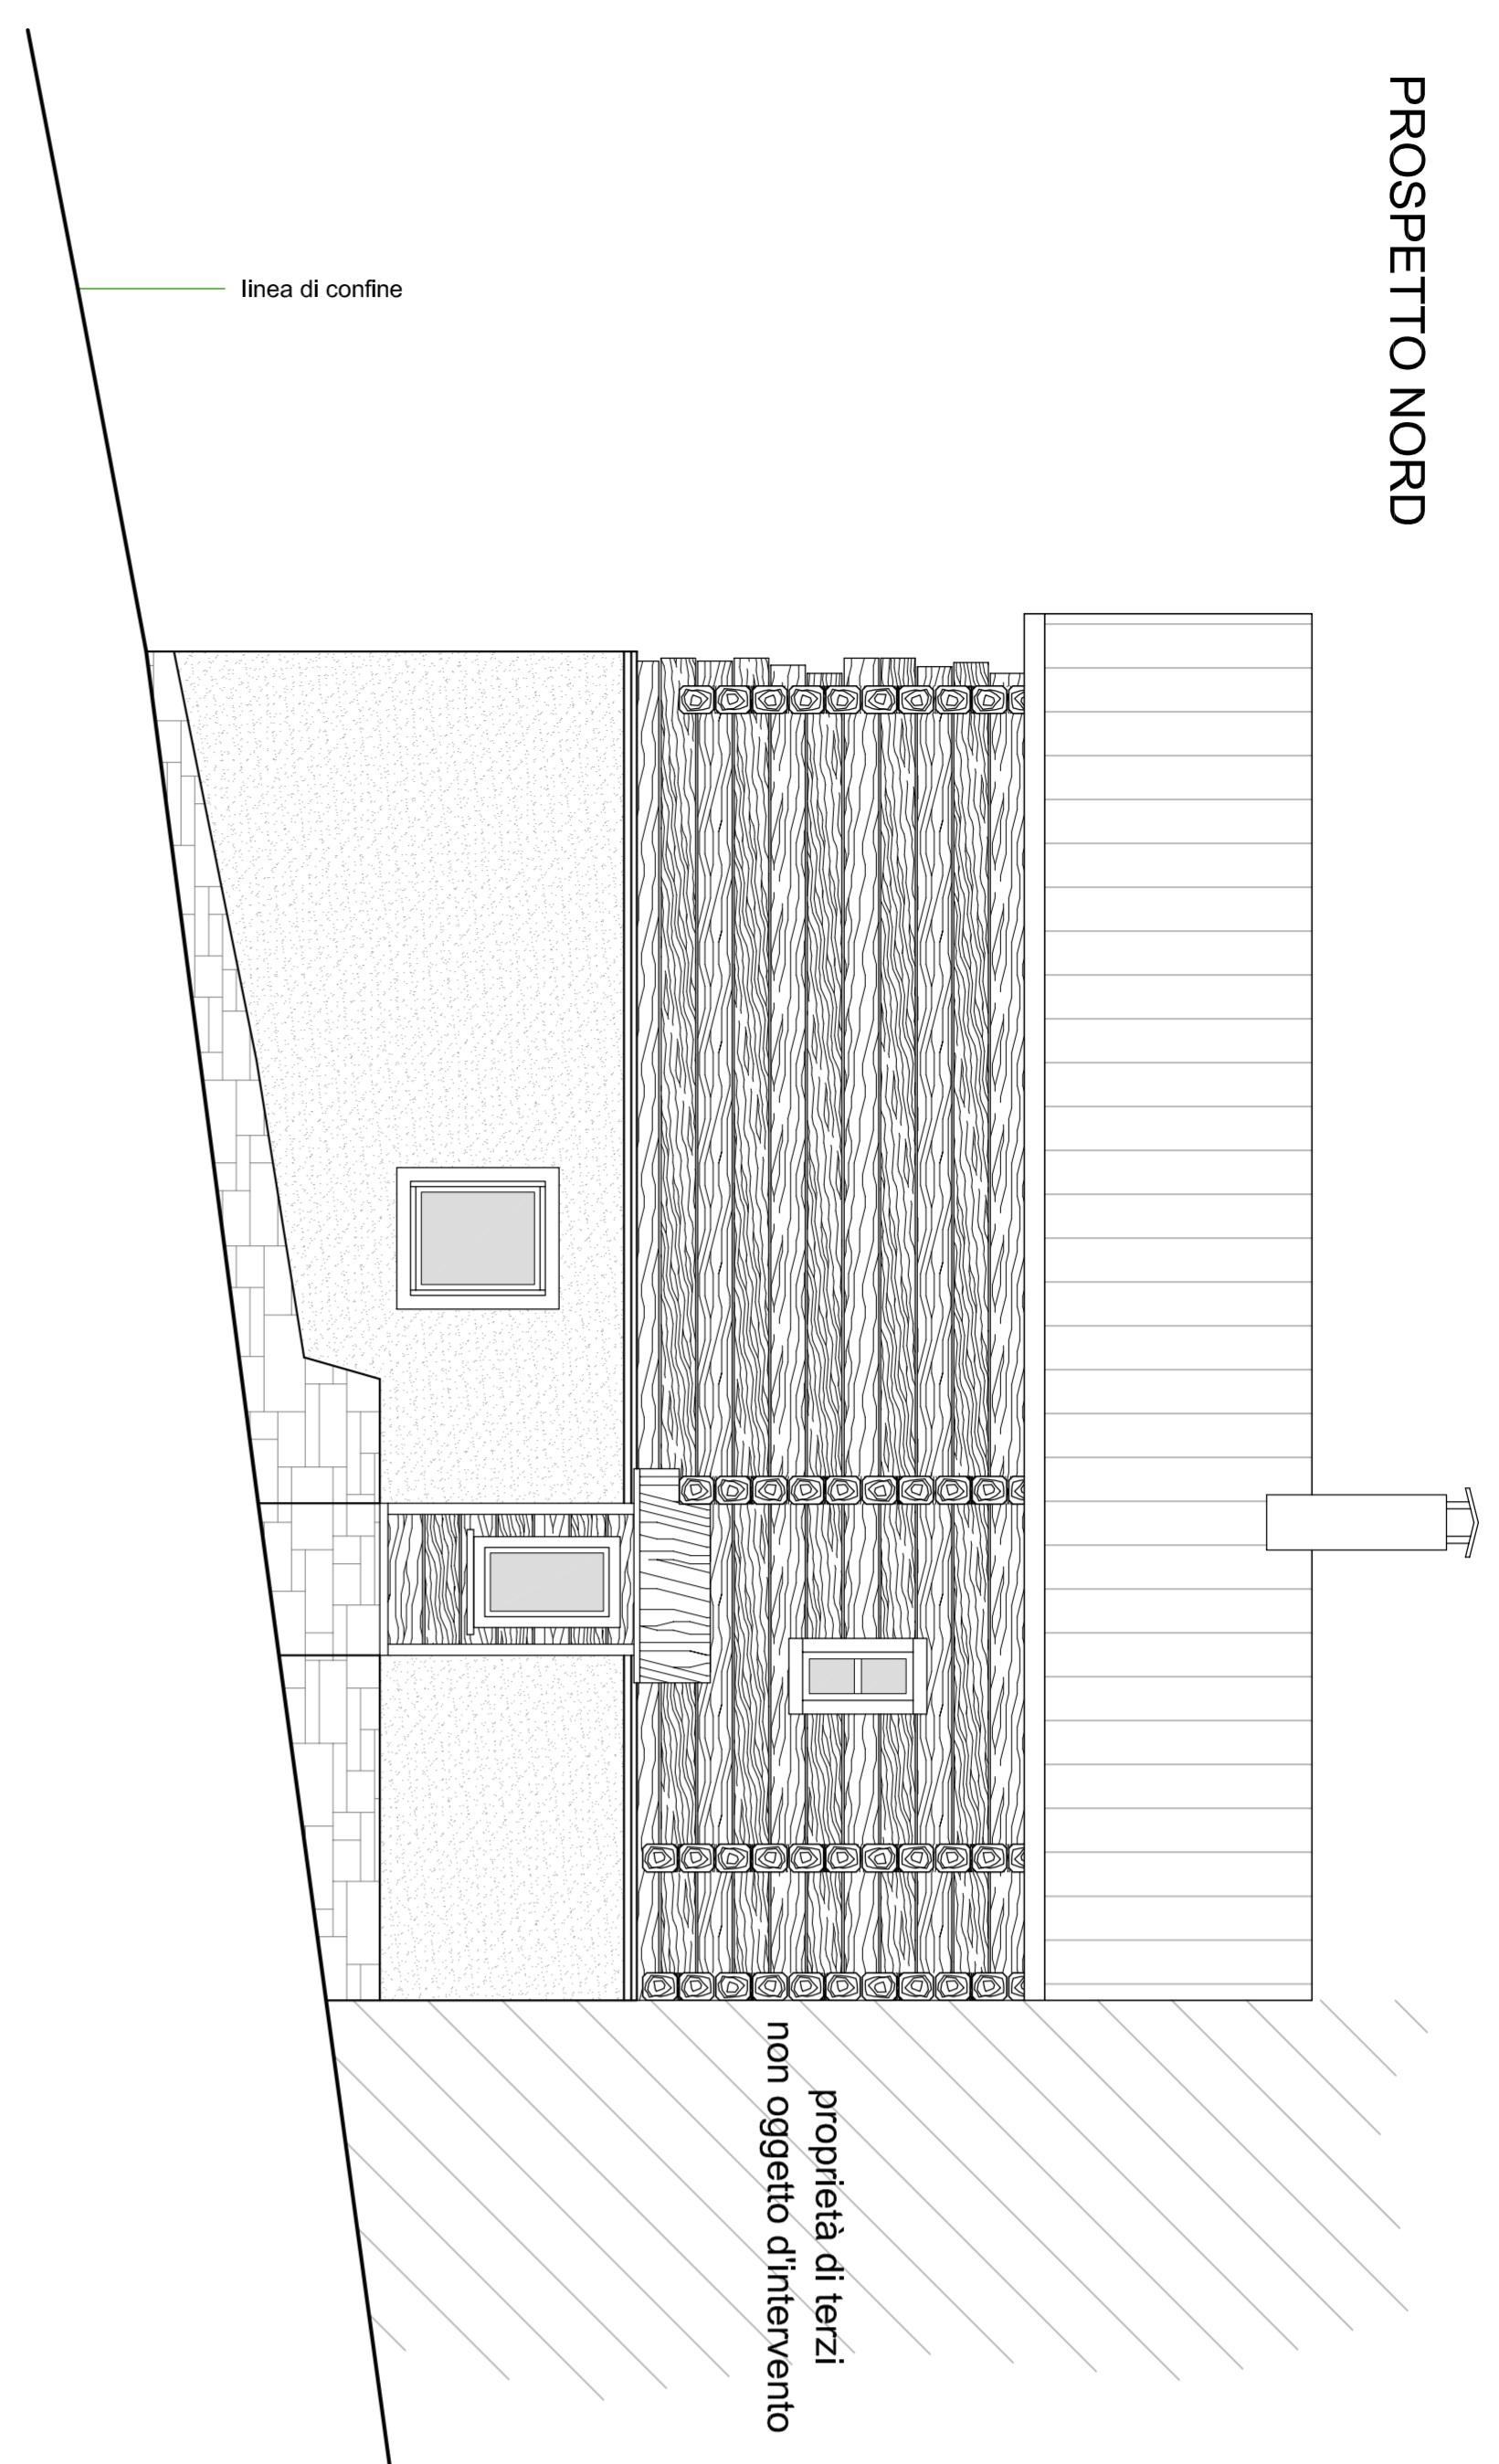 PROSPETTO NORD
linea di confine
proprietà di terzi
non oggetto d'intervento